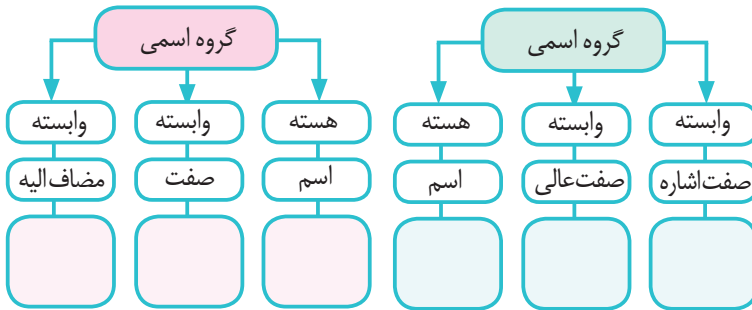 گروه اسمی
وابسته وابسته هسته
صفت اشاره صفت عالی اسم
گروه اسمی
هسته وابسته وابسته
اسم صفت مضاف الیه